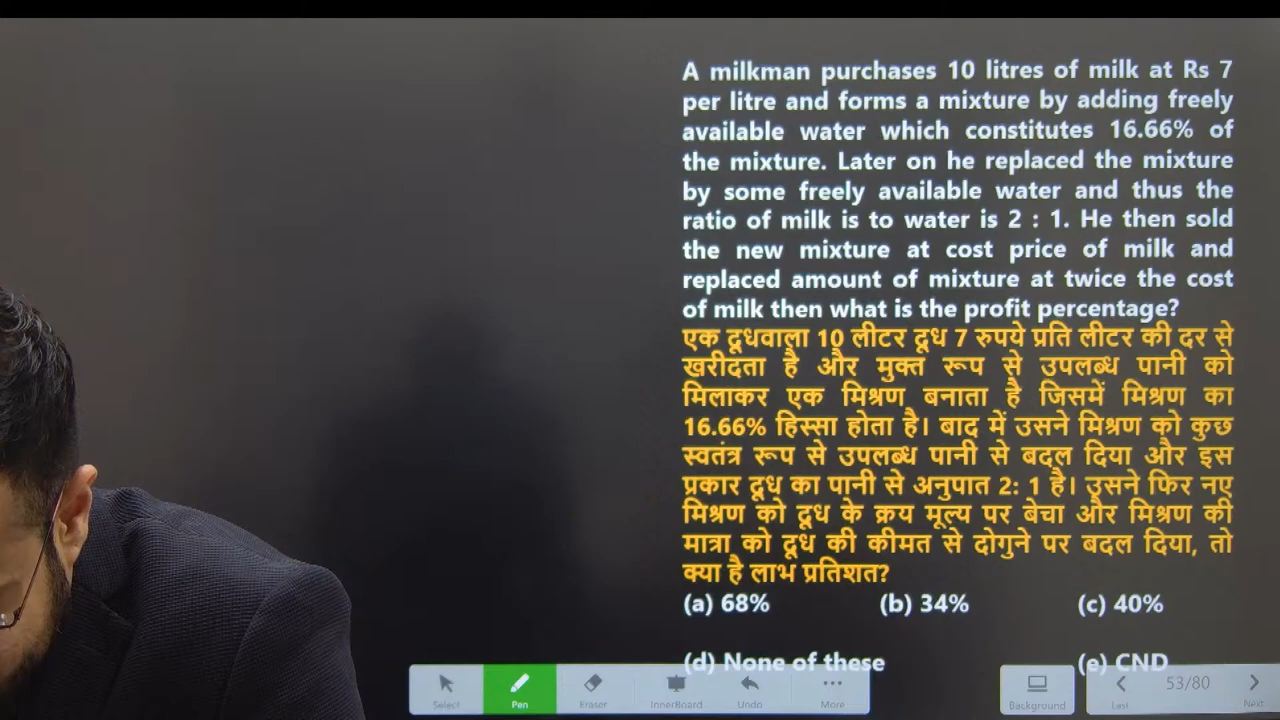 A milkman purchases 10 litres of milk at Rs 7
per litre and forms a mixture by adding freely
available water which constitutes 16.66% of
the mixture. Later on he replaced the mixture
by some freely available water and thus the
ratio of milk is to water is 2 : 1. He then sold
the new mixture at cost price of milk and
replaced amount of mixture at twice the cost
of milk then what is the profit percentage?
एक दूधवाला 10 लीटर दूध 7 रुपये प्रति लीटर की दर से
खरीदता है और मुक्त रूप से उपलब्ध पानी को
मिलाकर एक मिश्रण बनाता है जिसमें मिश्रण का
16.66% हिस्सा होता है। बाद में उसने मिश्रण को कुछ
स्वतंत्र रूप से उपलब्ध पानी से बदल दिया और इस
प्रकार दूध का पानी से अनुपात 2: 1 है। उसने फिर नए
मिश्रण को दूध के क्रय मूल्य पर बेचा और मिश्रण की
मात्रा को दूध की कीमत से दोगुने पर बदल दिया, तो
क्या है लाभ प्रतिशत?
(a) 68% (b) 34% (c) 40%
(d) None of these (e) CND
Select Pen Eraser InnerBoard Undo More Background Last 53/80 Next